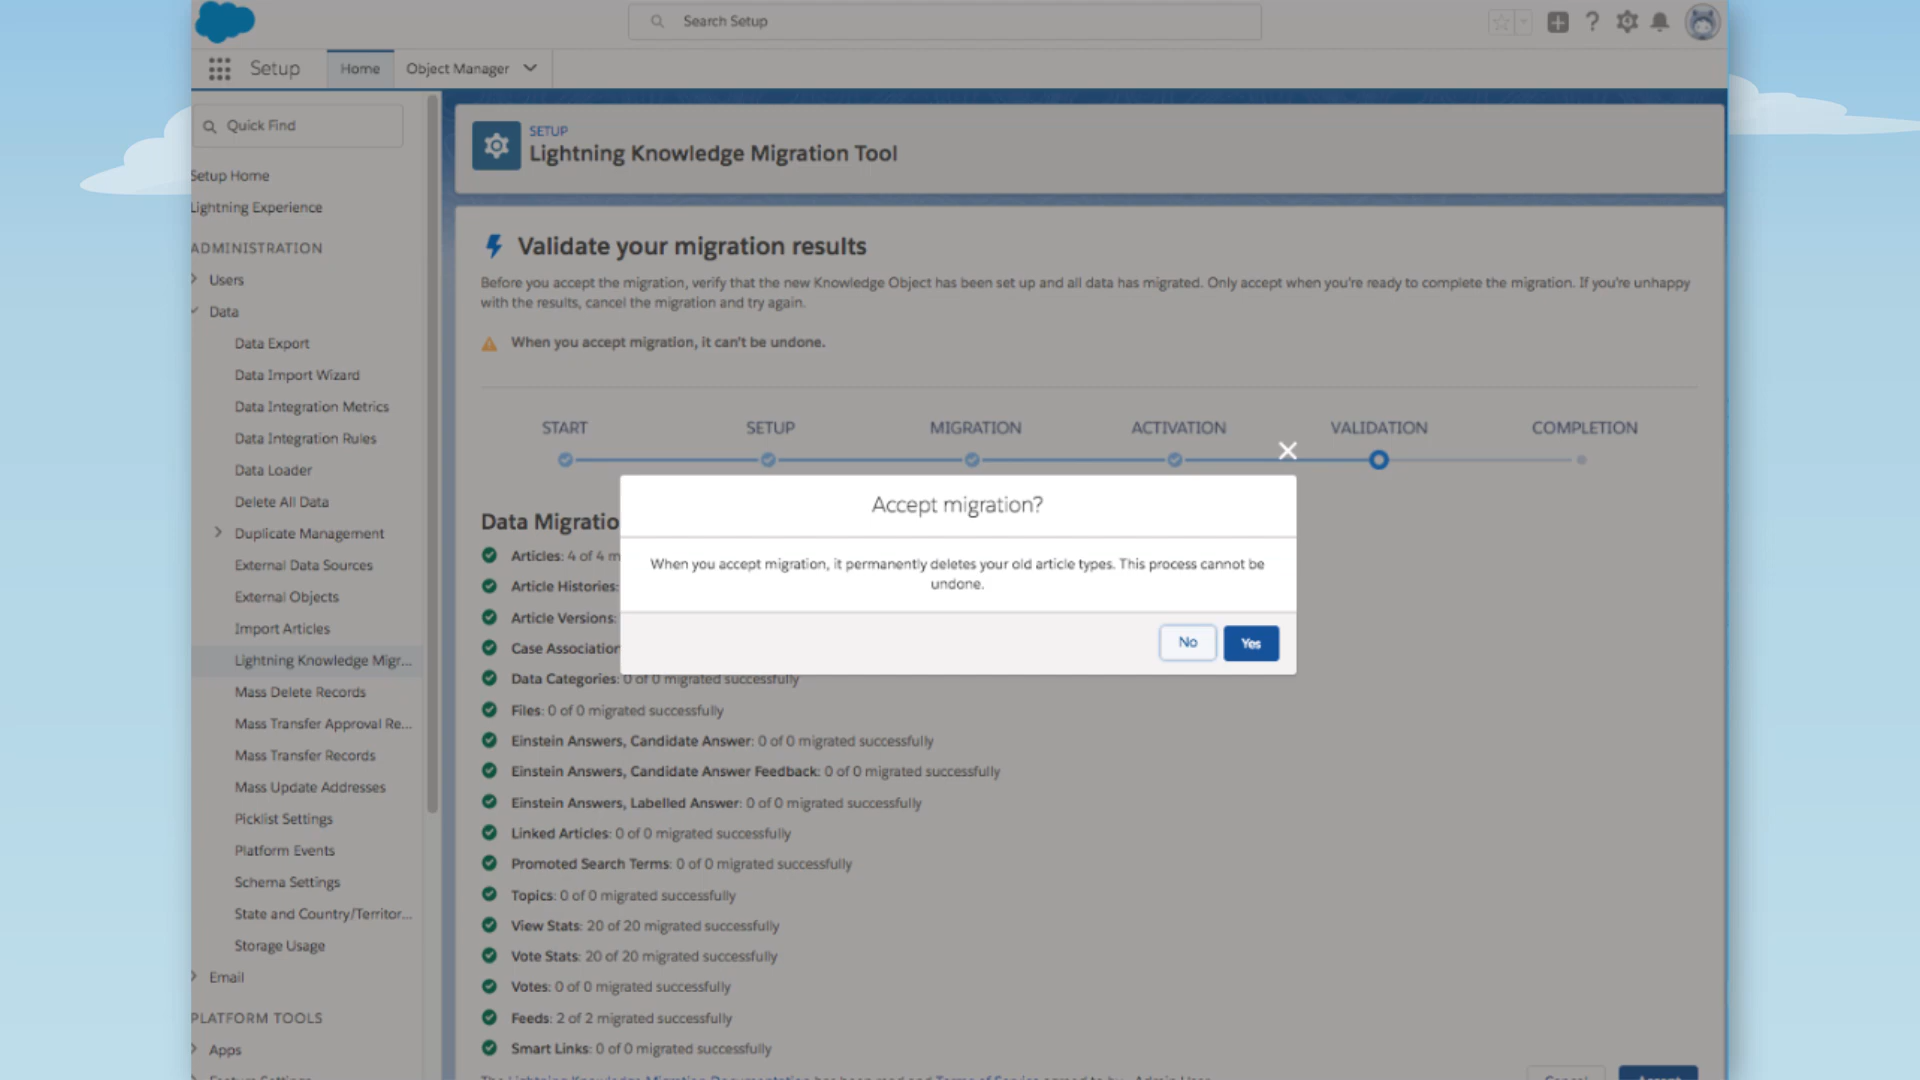 Search Setup
Setup
Home
Object Manager
Quick Find
Setup Home
Lightning Experience
ADMINISTRATION
Users
Data
Data Export
Data Import Wizard
Data Integration Metrics
Data Integration Rules
Data Loader
Delete All Data
Duplicate Management
External Data Sources
External Objects
Import Articles
Lightning Knowledge Migr...
Mass Delete Records
Mass Transfer Approval Re...
Mass Transfer Records
Mass Update Addresses
Picklist Settings
Platform Events
Schema Settings
State and Country/Territor...
Storage Usage
Email
PLATFORM TOOLS
Apps
SETUP
Lightning Knowledge Migration Tool
Validate your migration results
Before you accept the migration, verify that the new Knowledge Object has been set up and all data has migrated. Only accept when you're ready to complete the migration. If you're unhappy
with the results, cancel the migration and try again.
When you accept migration, it can't be undone.
START
SETUP
MIGRATION
ACTIVATION
VALIDATION
COMPLETION
Accept migration?
When you accept migration, it permanently deletes your old article types. This process cannot be
undone.
No
Yes
Data Migratio
Articles: 4 of 4 m
Article Histories:
Article Versions:
Case Association
Data Categories: 0 of 0 migrated successfully
Files: 0 of 0 migrated successfully
Einstein Answers, Candidate Answer: 0 of 0 migrated successfully
Einstein Answers, Candidate Answer Feedback: 0 of 0 migrated successfully
Einstein Answers, Labelled Answer: 0 of 0 migrated successfully
Linked Articles: 0 of 0 migrated successfully
Promoted Search Terms: 0 of 0 migrated successfully
Topics: 0 of 0 migrated successfully
View Stats: 20 of 20 migrated successfully
Vote Stats: 20 of 20 migrated successfully
Votes: 0 of 0 migrated successfully
Feeds: 2 of 2 migrated successfully
Smart Links: 0 of 0 migrated successfully